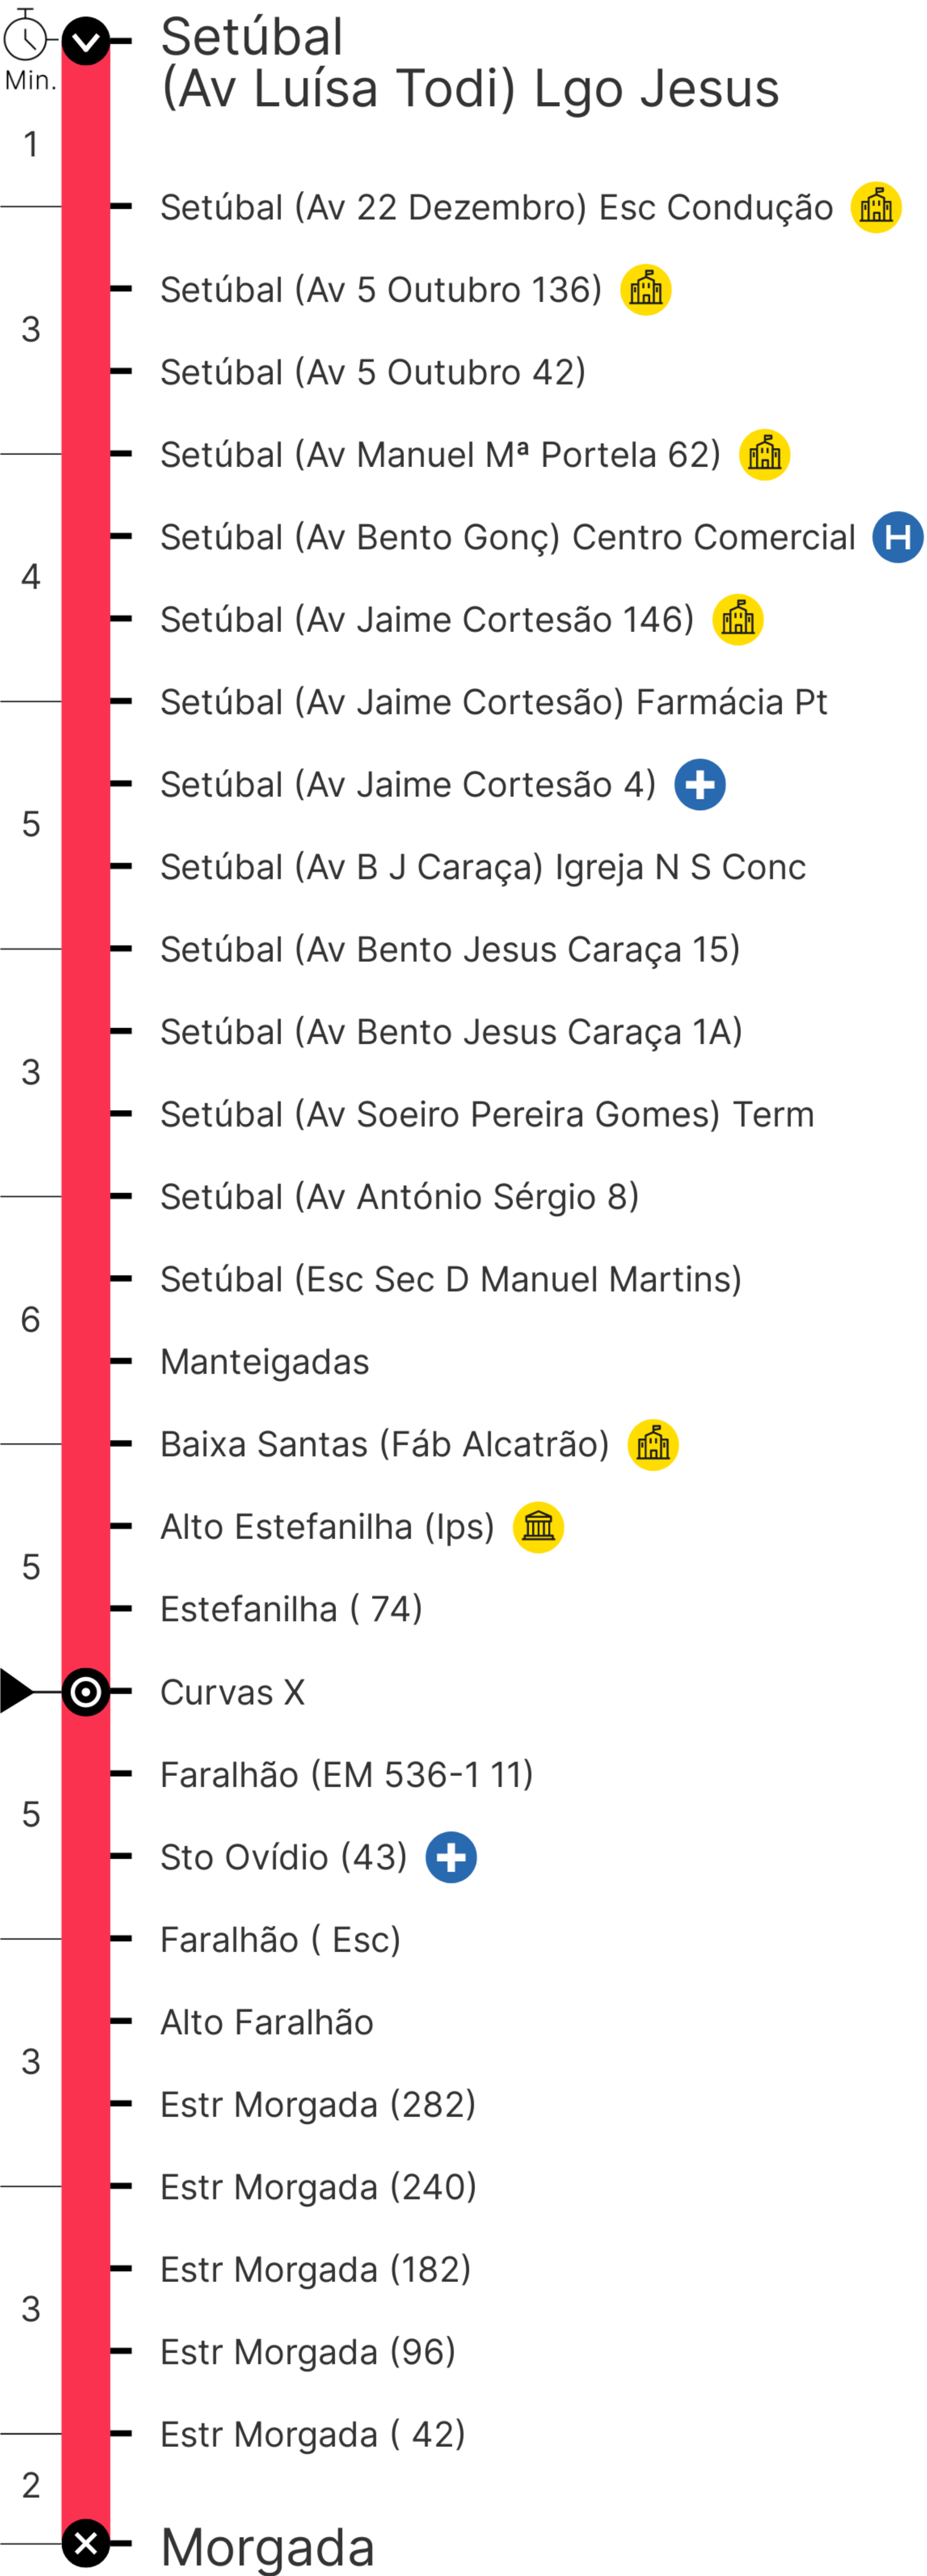 Setúbal
(Av Luísa Todi) Lgo Jesus
Min.
1
Setúbal (Av 22 Dezembro) Esc Condução
Setúbal (Av 5 Outubro 136)
3
Setúbal (Av 5 Outubro 42)
Setúbal (Av Manuel Mª Portela 62)
Setúbal (Av Bento Gonç) Centro Comercial H
4
Setúbal (Av Jaime Cortesão 146)
Setúbal (Av Jaime Cortesão) Farmácia Pt
Setúbal (Av Jaime Cortesão 4)
5
Setúbal (Av B J Caraça) Igreja N S Conc
Setúbal (Av Bento Jesus Caraça 15)
Setúbal (Av Bento Jesus Caraça 1A)
3
Setúbal (Av Soeiro Pereira Gomes) Term
Setúbal (Av António Sérgio 8)
Setúbal (Esc Sec D Manuel Martins)
6
Manteigadas
Baixa Santas (Fáb Alcatrão)
Alto Estefanilha (Ips)
5
Estefanilha ( 74)
Curvas X
Faralhão (EM 536-1 11)
5
Sto Ovídio (43)
Faralhão ( Esc)
Alto Faralhão
3
Estr Morgada (282)
Estr Morgada (240)
Estr Morgada (182)
3
Estr Morgada (96)
Estr Morgada ( 42)
2
Morgada